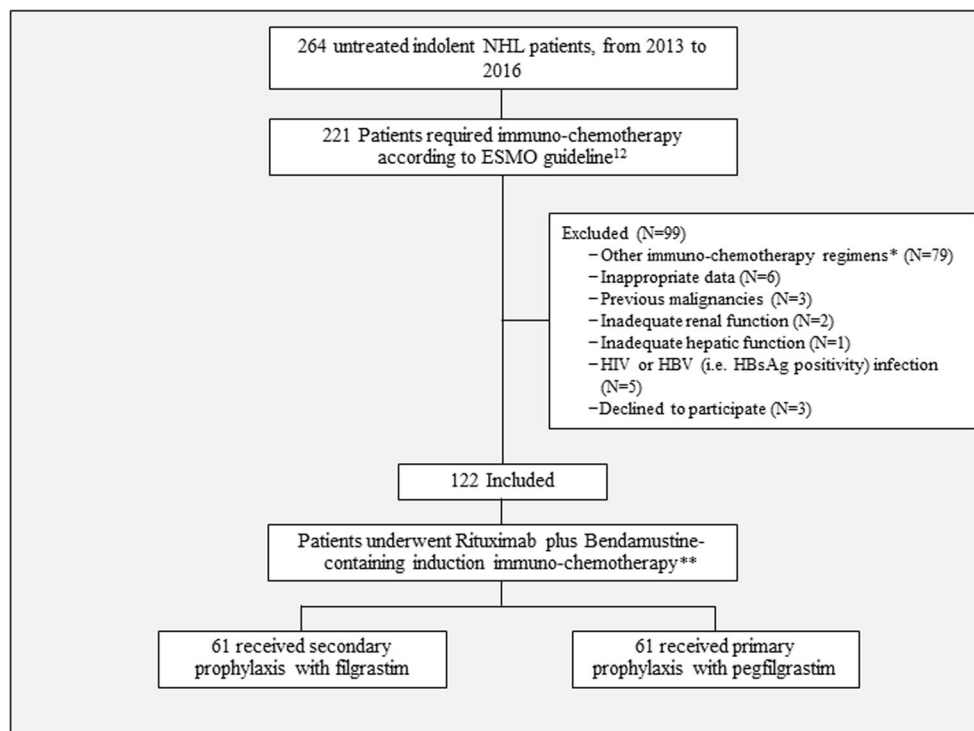 264 untreated indolent NHL patients, from 2013 to
2016
221 Patients required immuno-chemotherapy
according to ESMO guideline¹²
Excluded (N=99)
−Other immuno-chemotherapy regimens* (N=79)
−Inappropriate data (N=6)
−Previous malignancies (N=3)
−Inadequate renal function (N=2)
−Inadequate hepatic function (N=1)
−HIV or HBV (i.e. HBsAg positivity) infection
(N=5)
−Declined to participate (N=3)
122 Included
Patients underwent Rituximab plus Bendamustine-
containing induction immuno-chemotherapy**
61 received secondary
prophylaxis with filgrastim
61 received primary
prophylaxis with pegfilgrastim